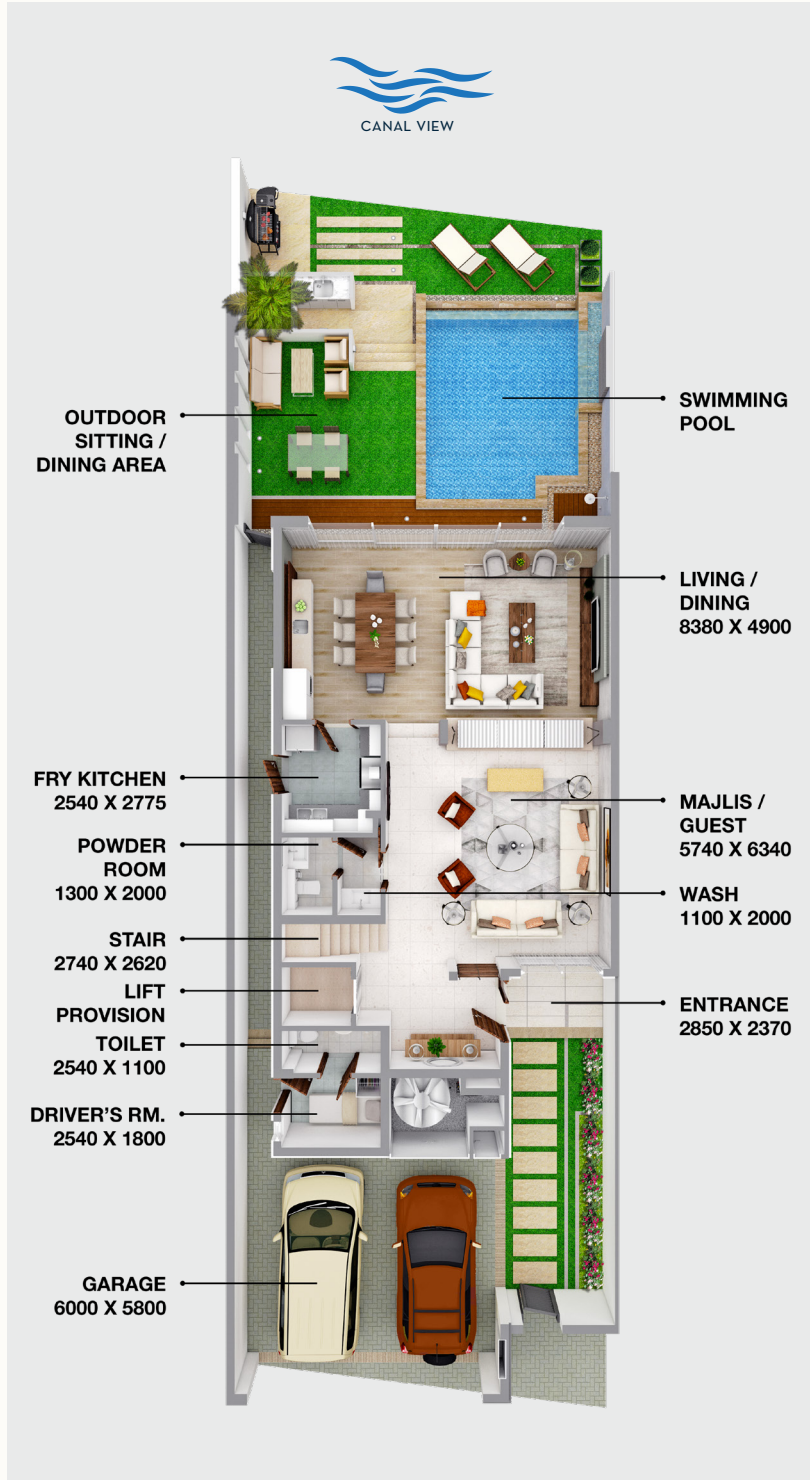 CANAL VIEW
OUTDOOR
SITTING /
DINING AREA
SWIMMING
POOL
LIVING /
DINING
8380 X 4900
FRY KITCHEN
2540 X 2775
POWDER
ROOM
1300 X 2000
STAIR
2740 X 2620
LIFT
PROVISION
TOILET
2540 X 1100
DRIVER'S RM.
2540 X 1800
GARAGE
6000 X 5800
MAJLIS /
GUEST
5740 X 6340
WASH
1100 X 2000
ENTRANCE
2850 X 2370